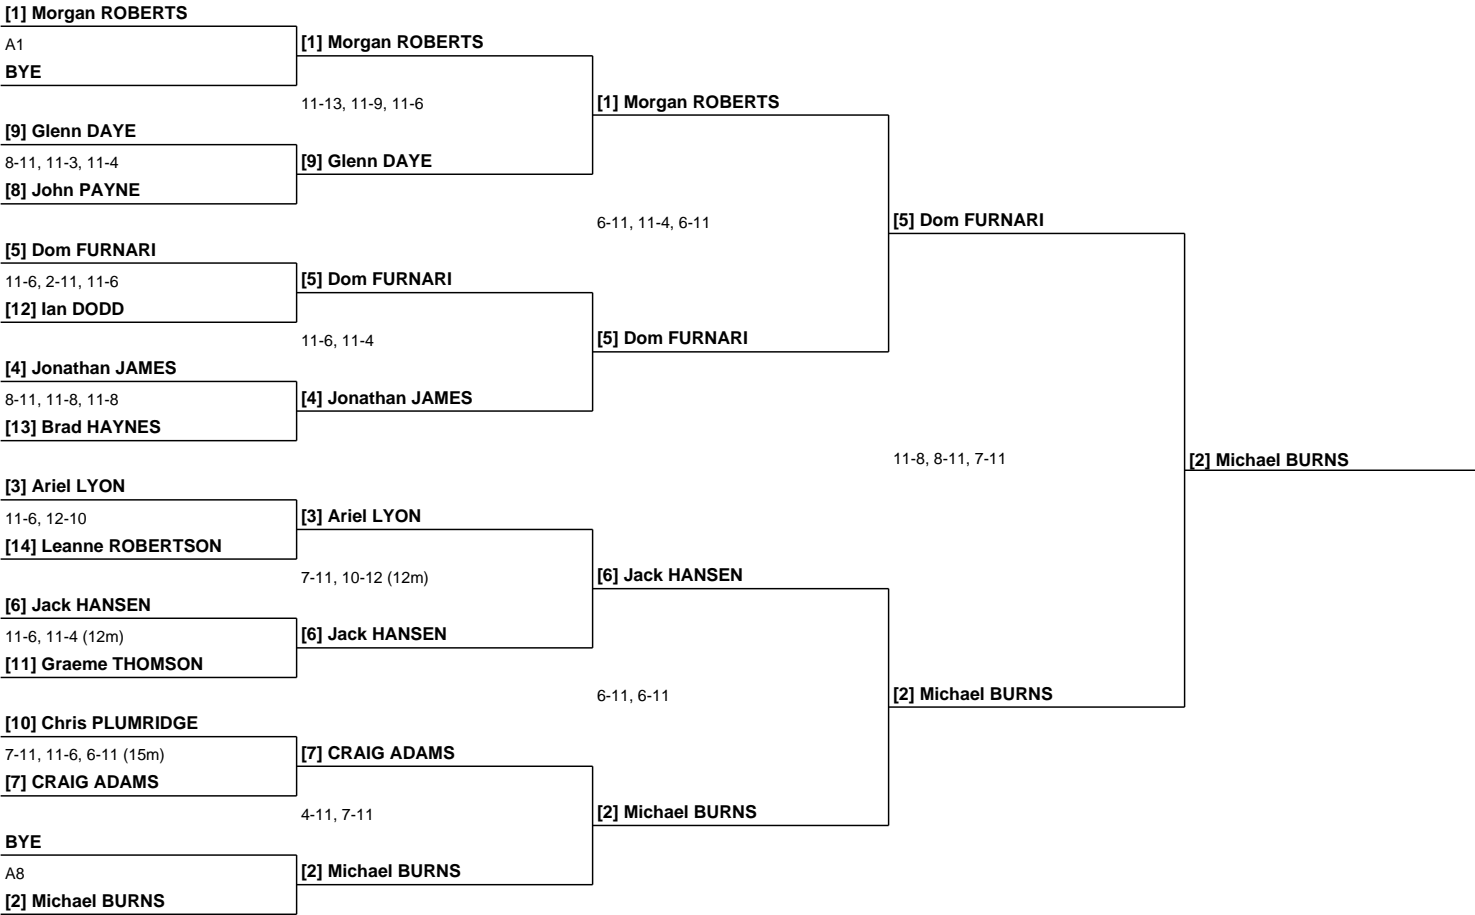 [1] Morgan ROBERTS
A1
BYE
[9] Glenn DAYE
8-11, 11-3, 11-4
[8] John PAYNE
[5] Dom FURNARI
11-6, 2-11, 11-6
[12] Ian DODD
[4] Jonathan JAMES
8-11, 11-8, 11-8
[13] Brad HAYNES
[3] Ariel LYON
11-6, 12-10
[14] Leanne ROBERTSON
[6] Jack HANSEN
11-6, 11-4 (12m)
[11] Graeme THOMSON
[10] Chris PLUMRIDGE
7-11, 11-6, 6-11 (15m)
[7] CRAIG ADAMS
BYE
A8
[2] Michael BURNS
[1] Morgan ROBERTS
11-13, 11-9, 11-6
[9] Glenn DAYE
[5] Dom FURNARI
11-6, 11-4
[4] Jonathan JAMES
[3] Ariel LYON
7-11, 10-12 (12m)
[6] Jack HANSEN
[7] CRAIG ADAMS
4-11, 7-11
[2] Michael BURNS
[1] Morgan ROBERTS
6-11, 11-4, 6-11
[5] Dom FURNARI
[6] Jack HANSEN
6-11, 6-11
[2] Michael BURNS
[5] Dom FURNARI
11-8, 8-11, 7-11
[2] Michael BURNS
[2] Michael BURNS